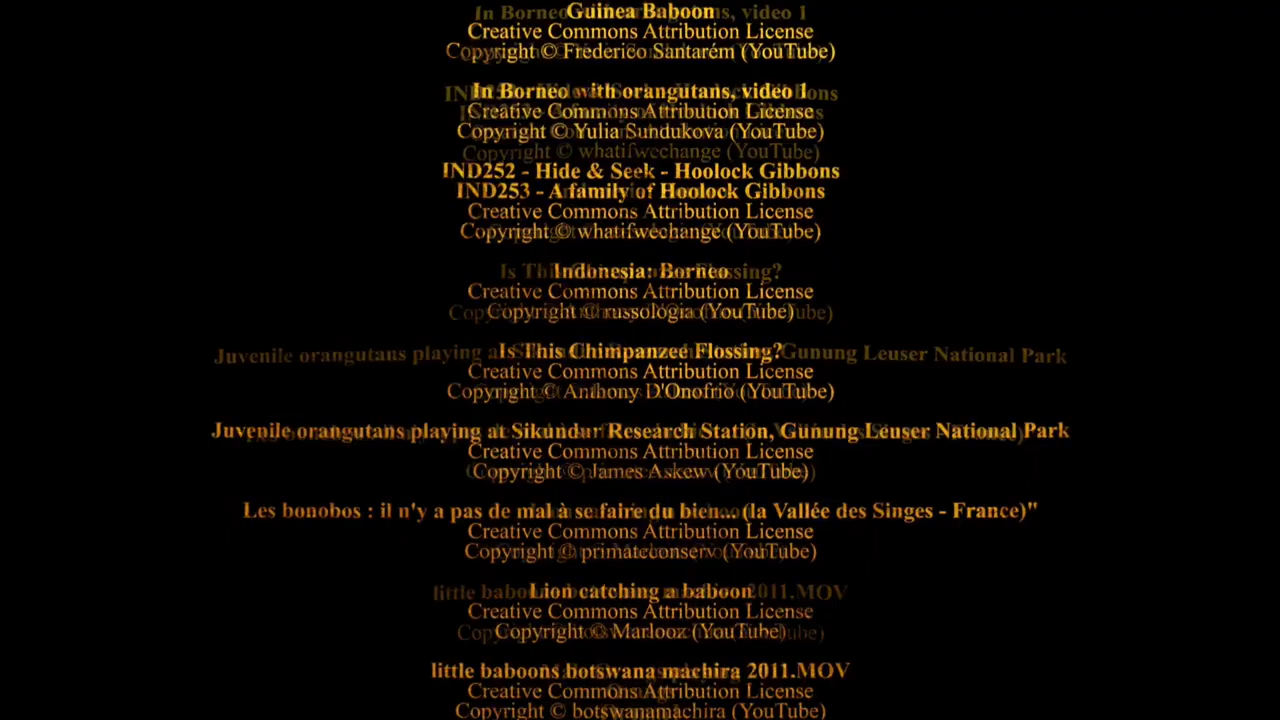 Guinea Baboon
Creative Commons Attribution License
Copyright © Frederico Santarém (YouTube)
In Borneo with orangutans, video 1
Creative Commons Attribution License
Copyright © Yulia Sundukova (YouTube)
IND252 - Hide & Seek - Hoolock Gibbons
IND253 - A family of Hoolock Gibbons
Creative Commons Attribution License
Copyright © whatifwechange (YouTube)
Indonesia: Borneo
Creative Commons Attribution License
Copyright © russologia (YouTube)
Is This Chimpanzee Flossing?
Creative Commons Attribution License
Copyright © Anthony D'Onofrio (YouTube)
Juvenile orangutans playing at Sikundur Research Station, Gunung Leuser National Park
Creative Commons Attribution License
Copyright © James Askew (YouTube)
Les bonobos : il n'y a pas de mal à se faire du bien... (la Vallée des Singes - France)"
Creative Commons Attribution License
Copyright © primateconserv (YouTube)
Lion catching a baboon
Creative Commons Attribution License
Copyright © Marlooz (YouTube)
little baboons botswana machira 2011.MOV
Creative Commons Attribution License
Copyright © botswanamachira (YouTube)